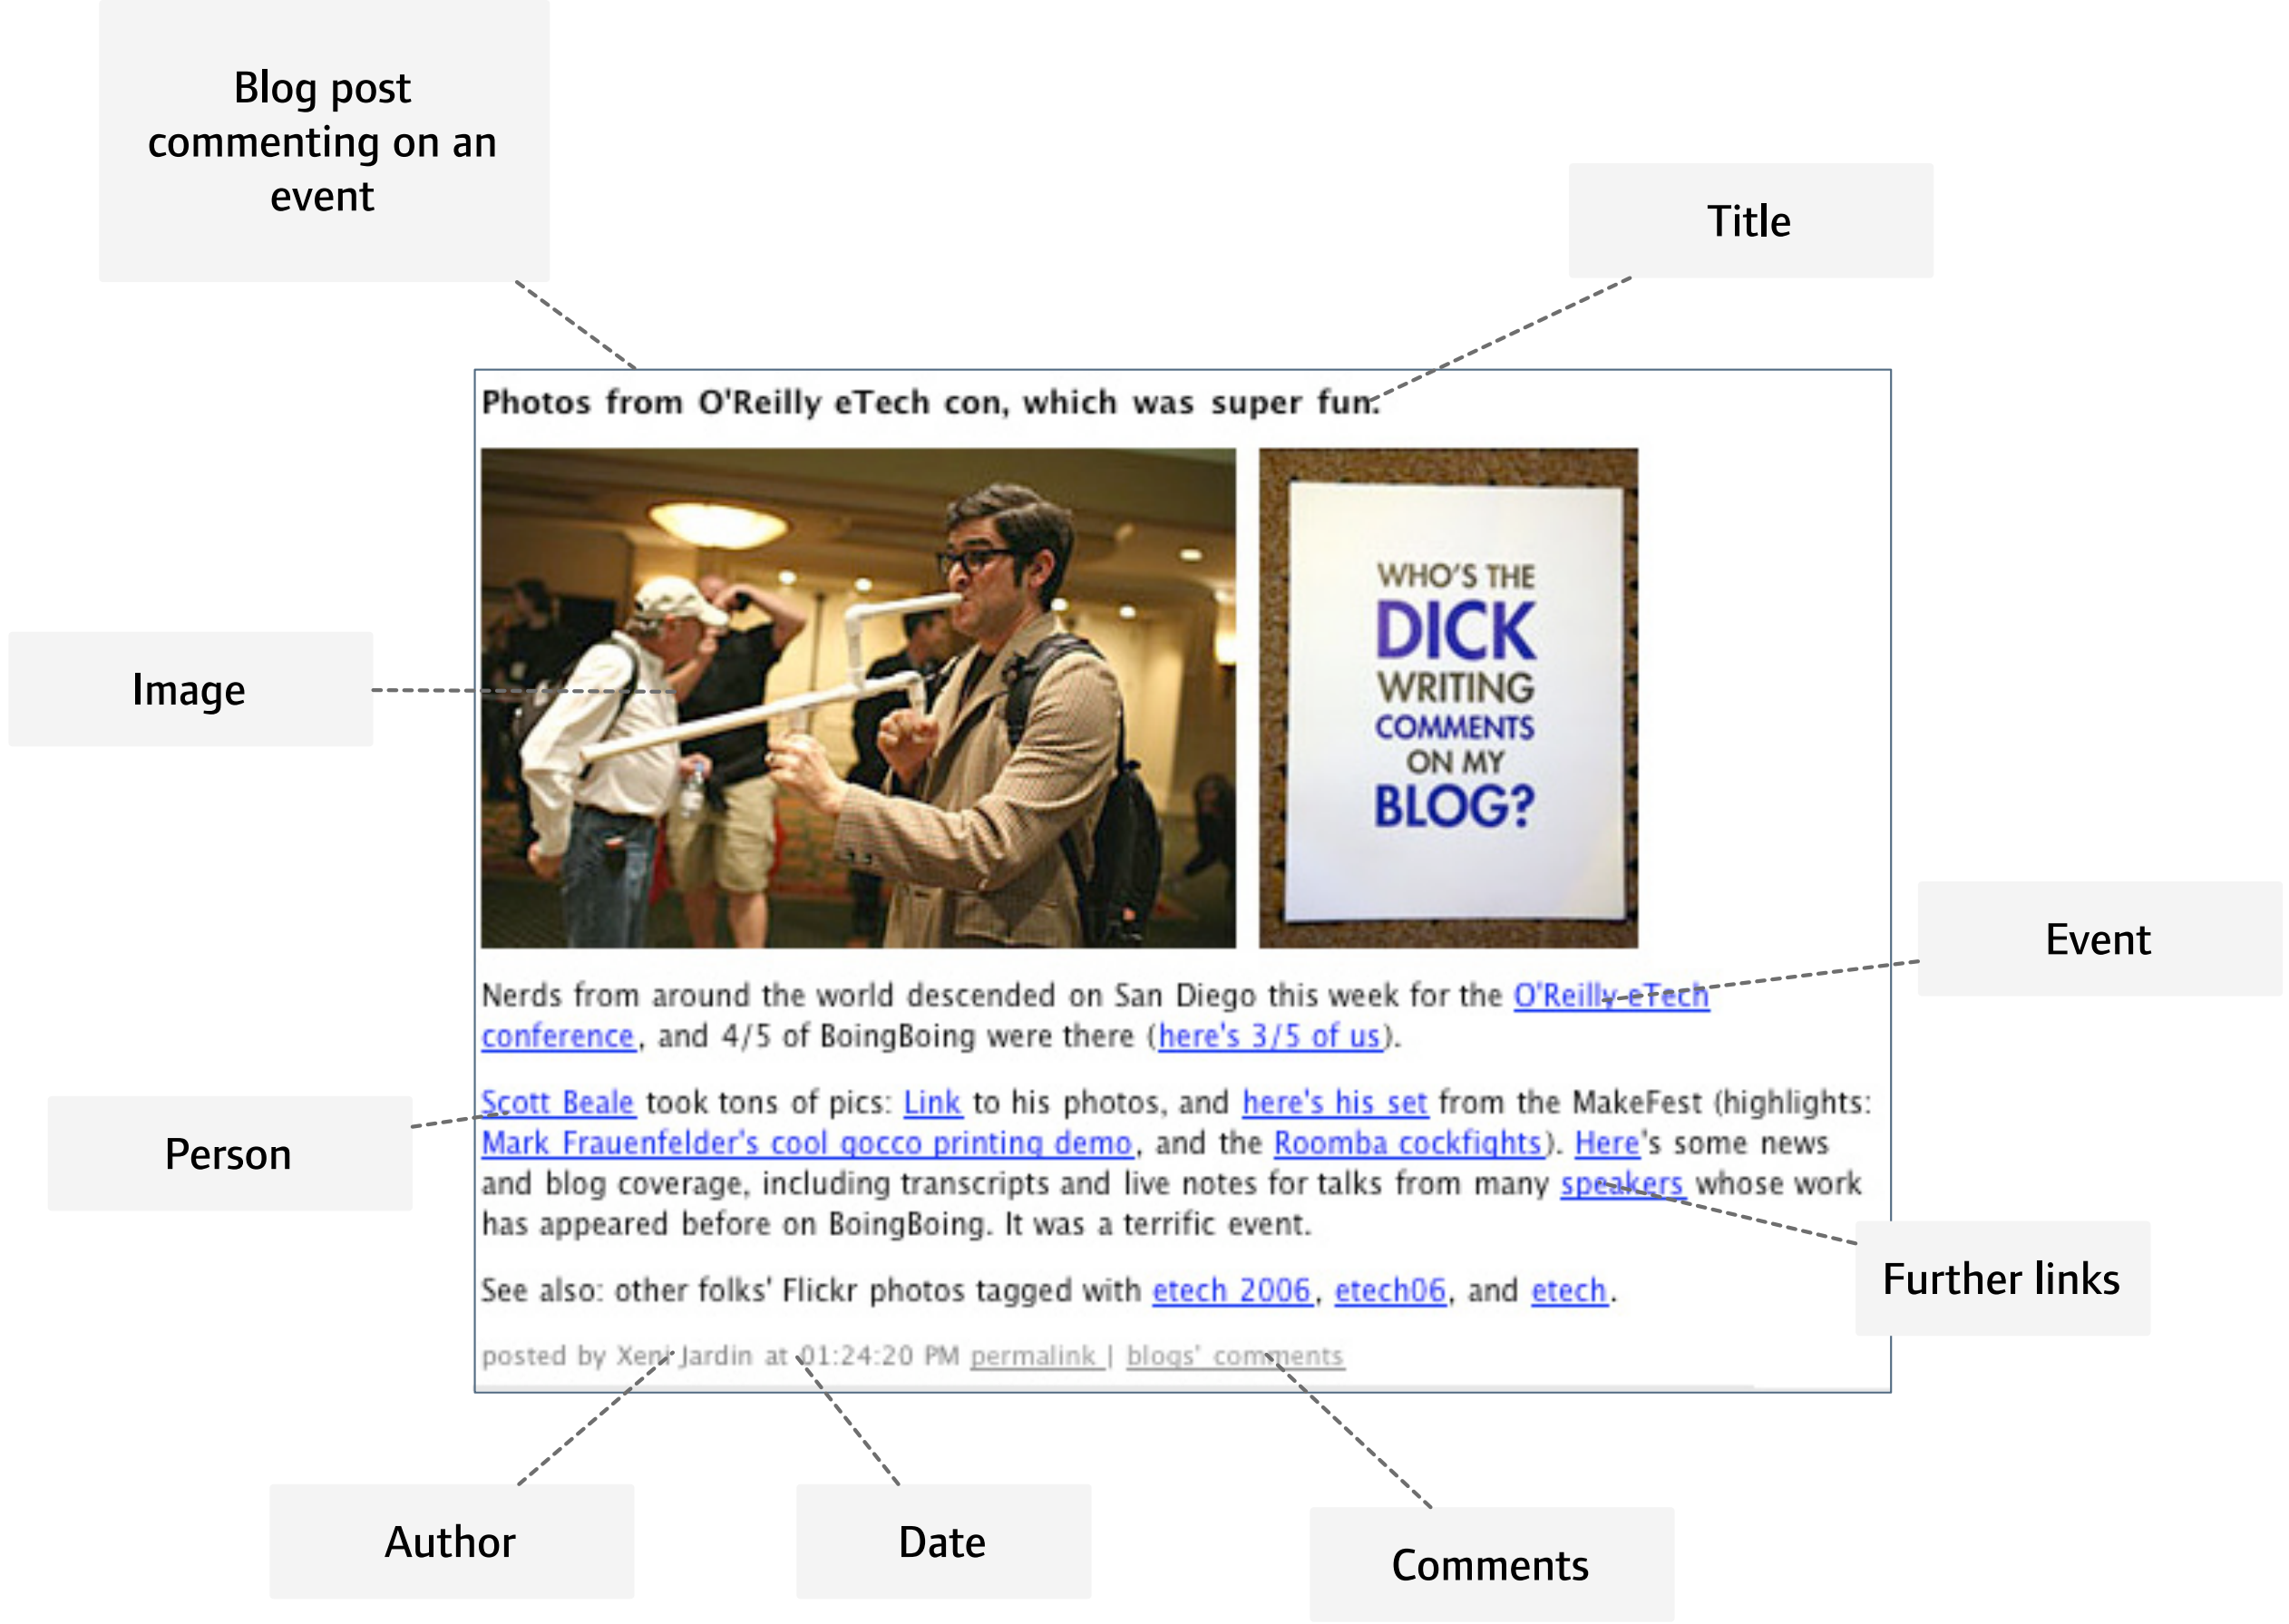 Blog post
commenting on an
event
Title
Photos from O'Reilly eTech con, which was super fun.
WHO'S THE
DICK
WRITING
COMMENTS
ON MY
BLOG?
Image
Event
Nerds from around the world descended on San Diego this week for the O'Reilly eTech
conference, and 4/5 of BoingBoing were there (here's 3/5 of us).
Person
Scott Beale took tons of pics: Link to his photos, and here's his set from the MakeFest (highlights:
Mark Frauenfelder's cool gocco printing demo, and the Roomba cockfights). Here's some news
and blog coverage, including transcripts and live notes for talks from many speakers whose work
has appeared before on BoingBoing. It was a terrific event.
Further links
See also: other folks' Flickr photos tagged with etech 2006, etech06, and etech.
posted by Xeni Jardin at 01:24:20 PM permalink | blogs' comments
Author
Date
Comments